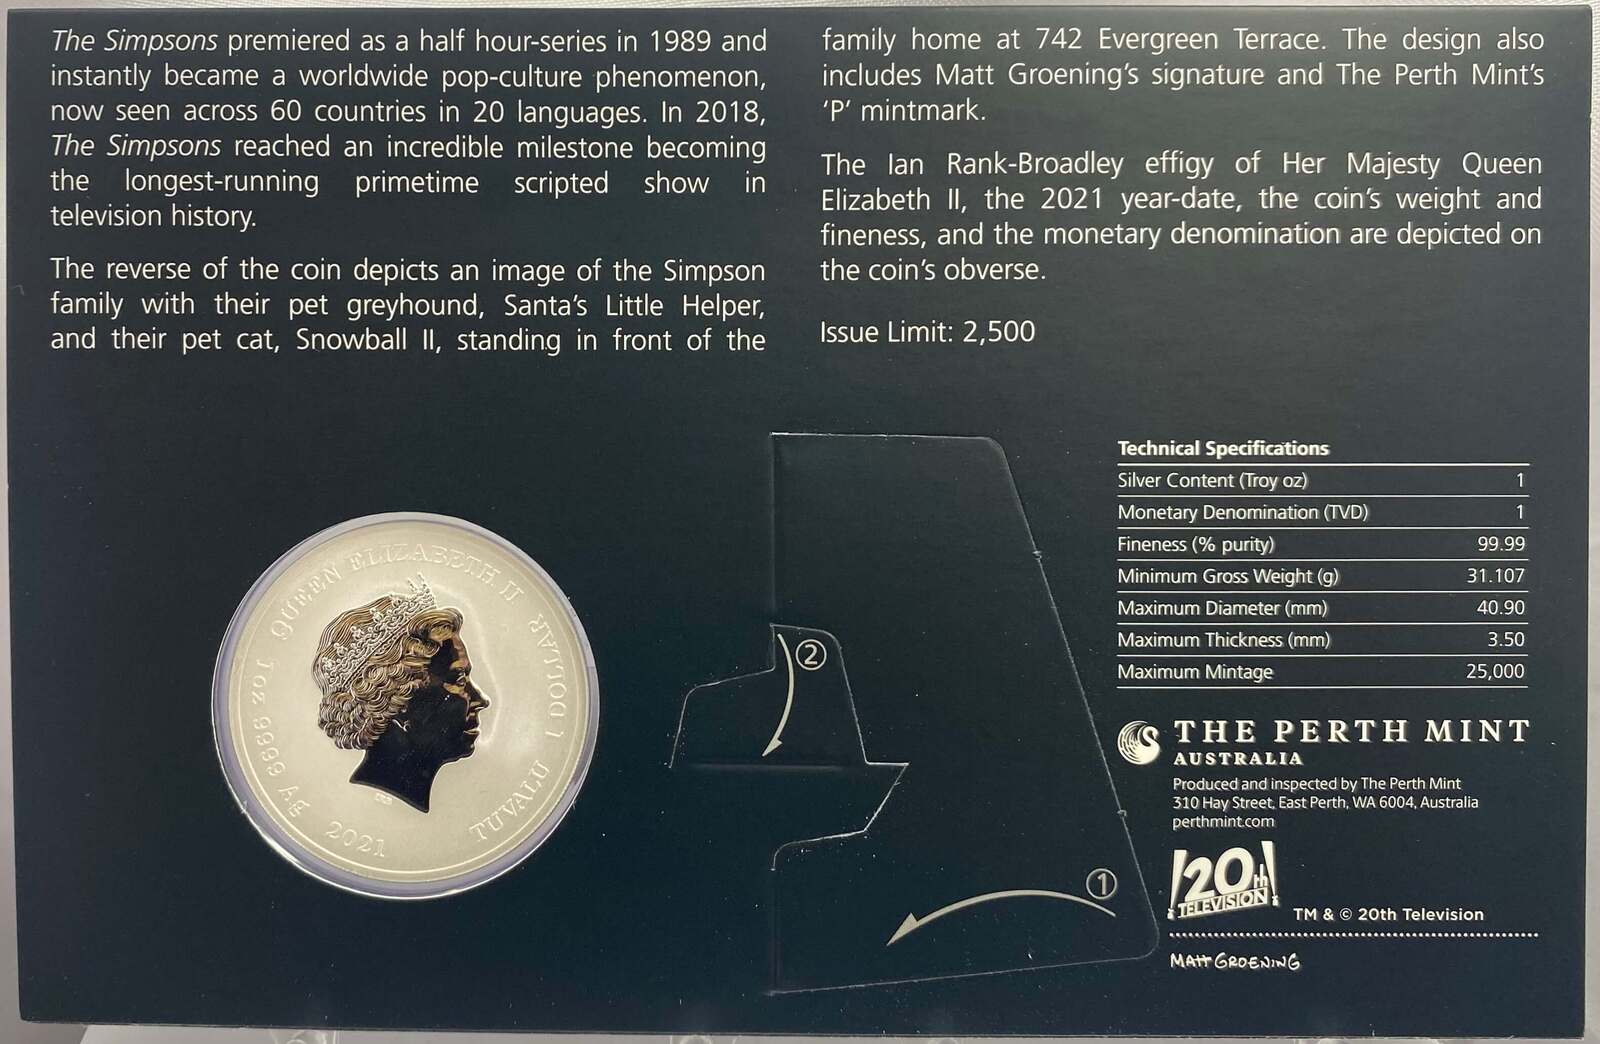 The Simpsons premiered as a half hour-series in 1989 and
instantly became a worldwide pop-culture phenomenon,
now seen across 60 countries in 20 languages. In 2018,
The Simpsons reached an incredible milestone becoming
the longest-running primetime scripted show in
television history.
The reverse of the coin depicts an image of the Simpson
family with their pet greyhound, Santa's Little Helper,
and their pet cat, Snowball II, standing in front of the
family home at 742 Evergreen Terrace. The design also
includes Matt Groening's signature and The Perth Mint's
'P' mintmark.
The Ian Rank-Broadley effigy of Her Majesty Queen
Elizabeth II, the 2021 year-date, the coin's weight and
fineness, and the monetary denomination are depicted on
the coin's obverse.
Issue Limit: 2,500
QUEEN ELIZABETH II
1 DOLLAR
TUVALU
2021
1oz 9999 Ag
2
1
Technical Specifications
Silver Content (Troy oz) 1
Monetary Denomination (TVD) 1
Fineness (% purity) 99.99
Minimum Gross Weight (g) 31.107
Maximum Diameter (mm) 40.90
Maximum Thickness (mm) 3.50
Maximum Mintage 25,000
THE PERTH MINT
AUSTRALIA
Produced and inspected by The Perth Mint
310 Hay Street, East Perth, WA 6004, Australia
perthmint.com
20th
TELEVISION
TM & © 20th Television
MATT GROENING